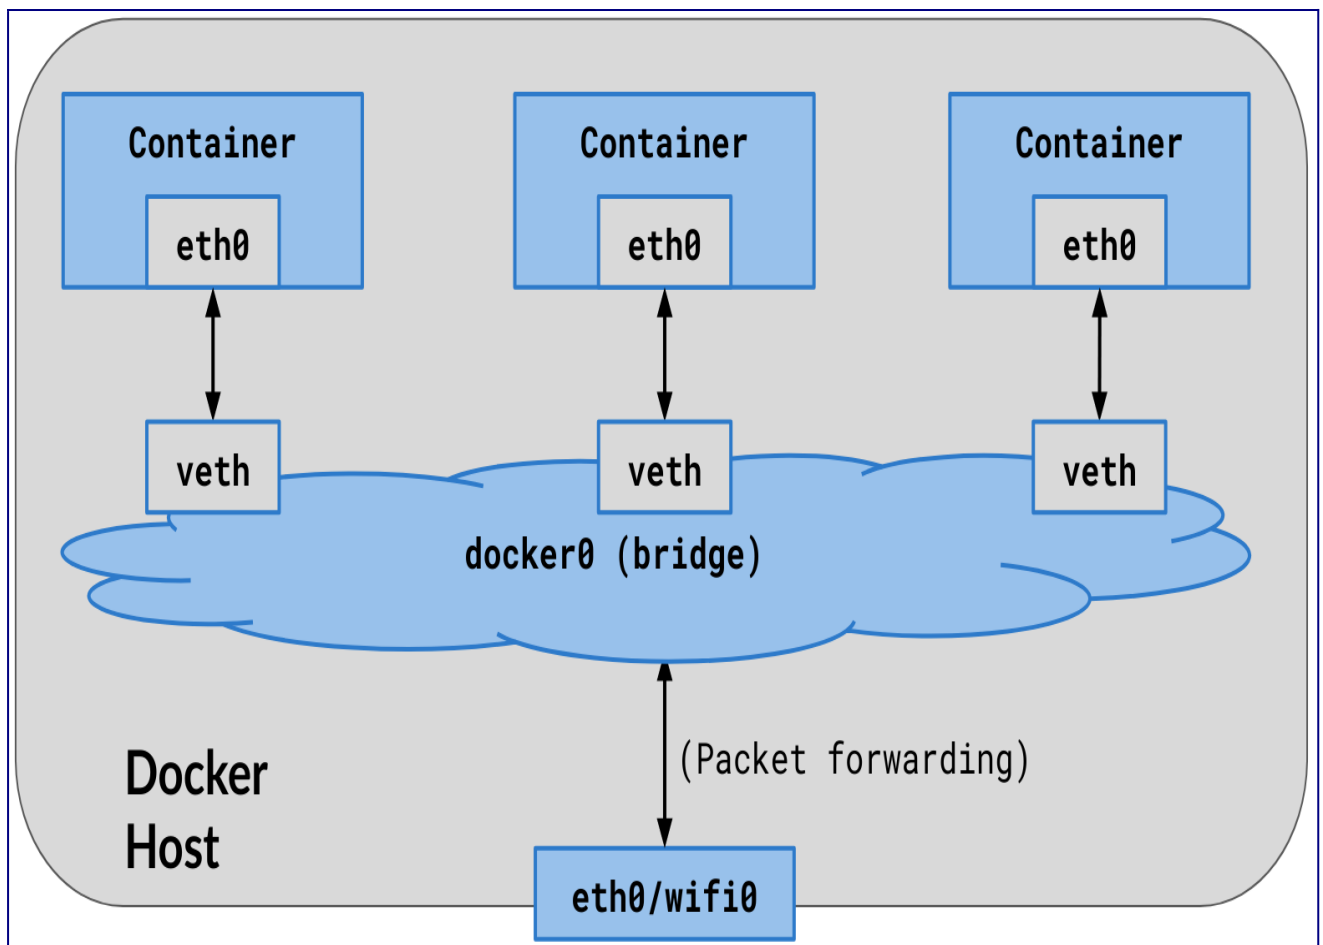 Container
Container
Container
eth0
eth0
eth0
veth
veth
veth
docker0 (bridge)
(Packet forwarding)
Docker
Host
eth0/wifi0